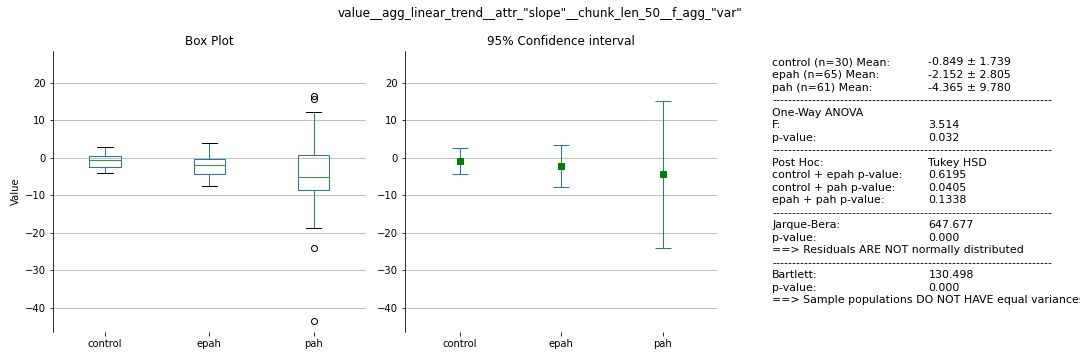 value__agg_linear_trend__attr_"slope"__chunk_len_50__f_agg_"var"
Box Plot
Value
20
10
0
−10
−20
−30
−40
control
epah
pah
95% Confidence interval
20
10
0
−10
−20
−30
−40
control
epah
pah
control (n=30) Mean: -0.849 ± 1.739
epah (n=65) Mean: -2.152 ± 2.805
pah (n=61) Mean: -4.365 ± 9.780
One-Way ANOVA
F: 3.514
p-value: 0.032
Post Hoc: Tukey HSD
control + epah p-value: 0.6195
control + pah p-value: 0.0405
epah + pah p-value: 0.1338
Jarque-Bera: 647.677
p-value: 0.000
==> Residuals ARE NOT normally distributed
Bartlett: 130.498
p-value: 0.000
==> Sample populations DO NOT HAVE equal variances